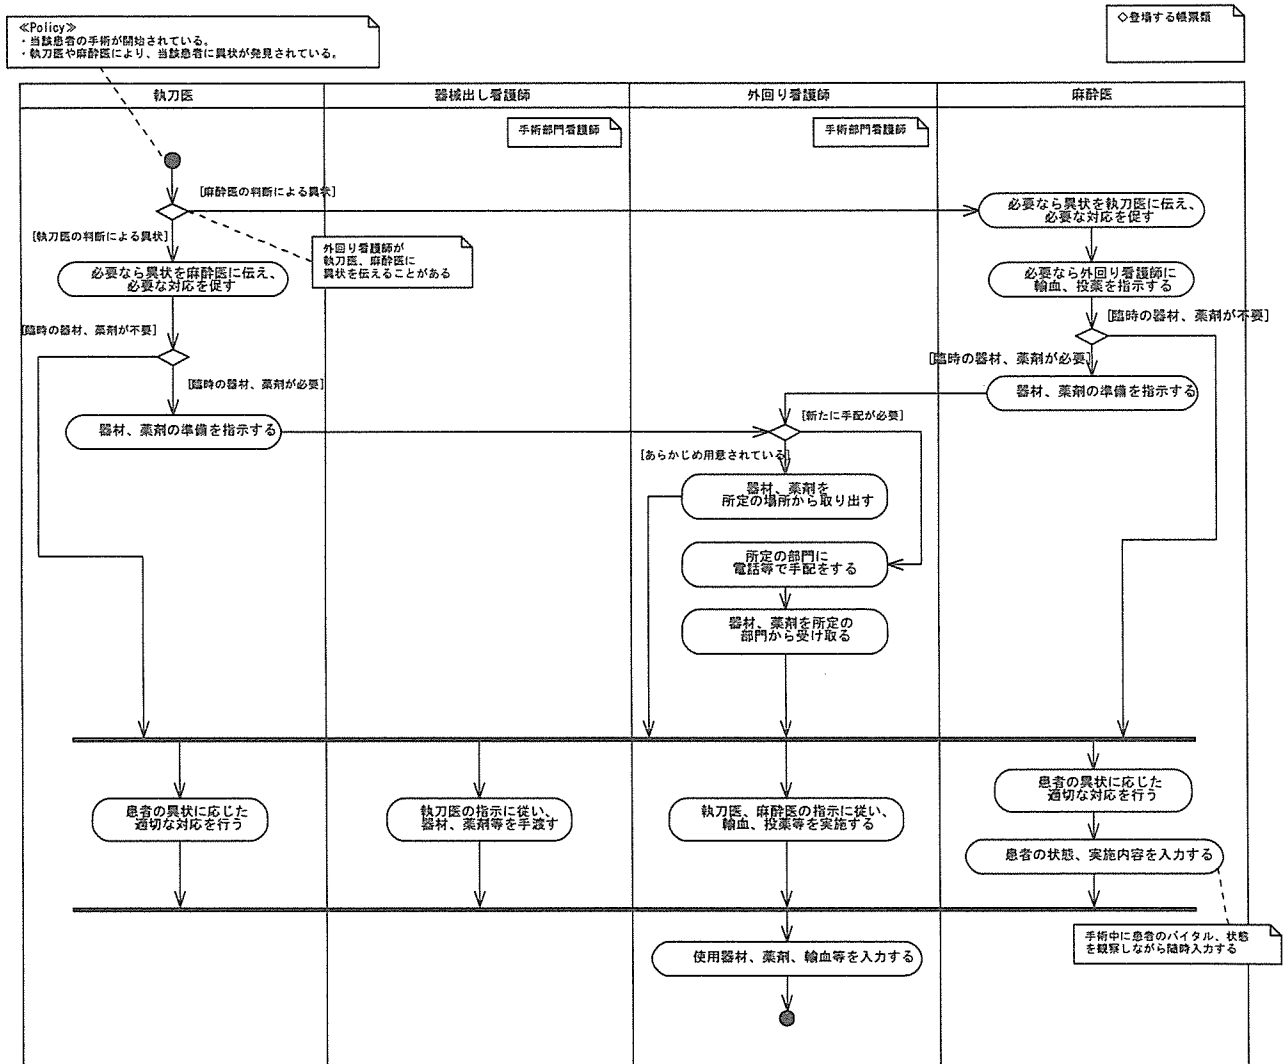 ≪Policy≫
・当該患者の手術が開始されている。
・執刀医や麻酔医により、当該患者に異状が発見されている。
◇登場する帳票類
執刀医
器械出し看護師
外回り看護師
麻酔医
手術部門看護師
手術部門看護師
[麻酔医の判断による異状]
必要なら異状を執刀医に伝え、
必要な対応を促す
[執刀医の判断による異状]
外回り看護師が
執刀医、麻酔医に
異状を伝えることがある
必要なら異状を麻酔医に伝え、
必要な対応を促す
必要なら外回り看護師に
輸血、投薬を指示する
[臨時の器材、薬剤が不要]
[臨時の器材、薬剤が不要]
[臨時の器材、薬剤が必要]
[臨時の器材、薬剤が必要]
器材、薬剤の準備を指示する
[新たに手配が必要]
器材、薬剤の準備を指示する
[あらかじめ用意されている]
器材、薬剤を
所定の場所から取り出す
所定の部門に
電話等で手配をする
器材、薬剤を所定の
部門から受け取る
患者の異状に応じた
適切な対応を行う
執刀医の指示に従い、
器材、薬剤等を手渡す
執刀医、麻酔医の指示に従い、
輸血、投薬等を実施する
患者の異状に応じた
適切な対応を行う
患者の状態、実施内容を入力する
手術中に患者のバイタル、状態
を観察しながら随時入力する
使用器材、薬剤、輸血等を入力する